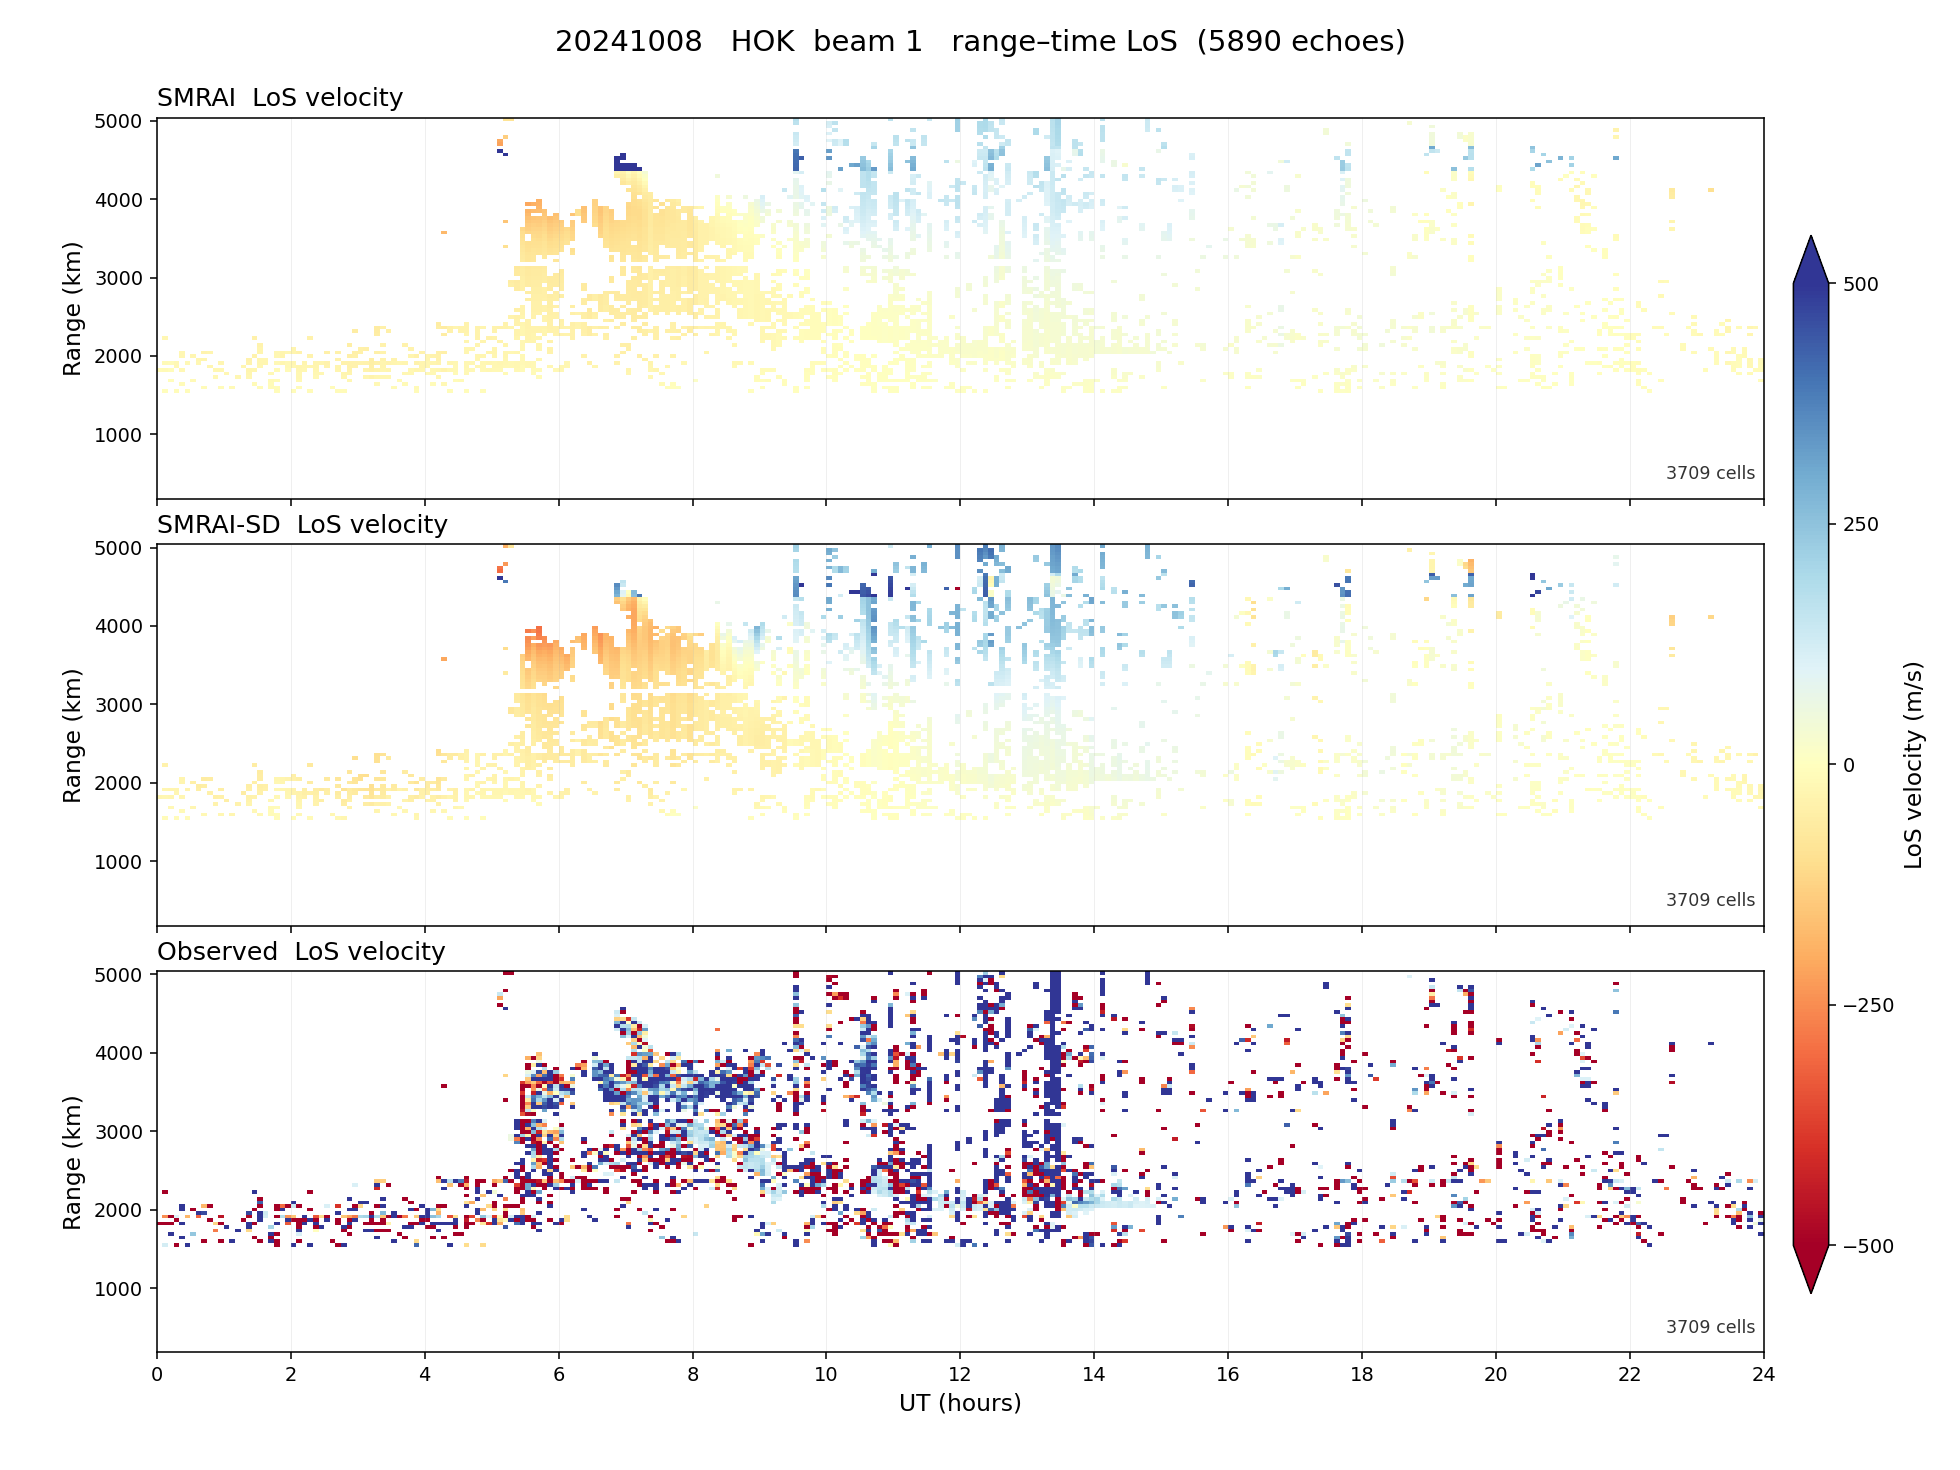 20241008   HOK  beam 1   range–time LoS  (5890 echoes)
SMRAI  LoS velocity
5000
4000
3000
2000
1000
Range (km)
3709 cells
SMRAI-SD  LoS velocity
5000
4000
3000
2000
1000
Range (km)
3709 cells
Observed  LoS velocity
5000
4000
3000
2000
1000
Range (km)
3709 cells
0 2 4 6 8 10 12 14 16 18 20 22 24
UT (hours)
500
250
0
−250
−500
LoS velocity (m/s)